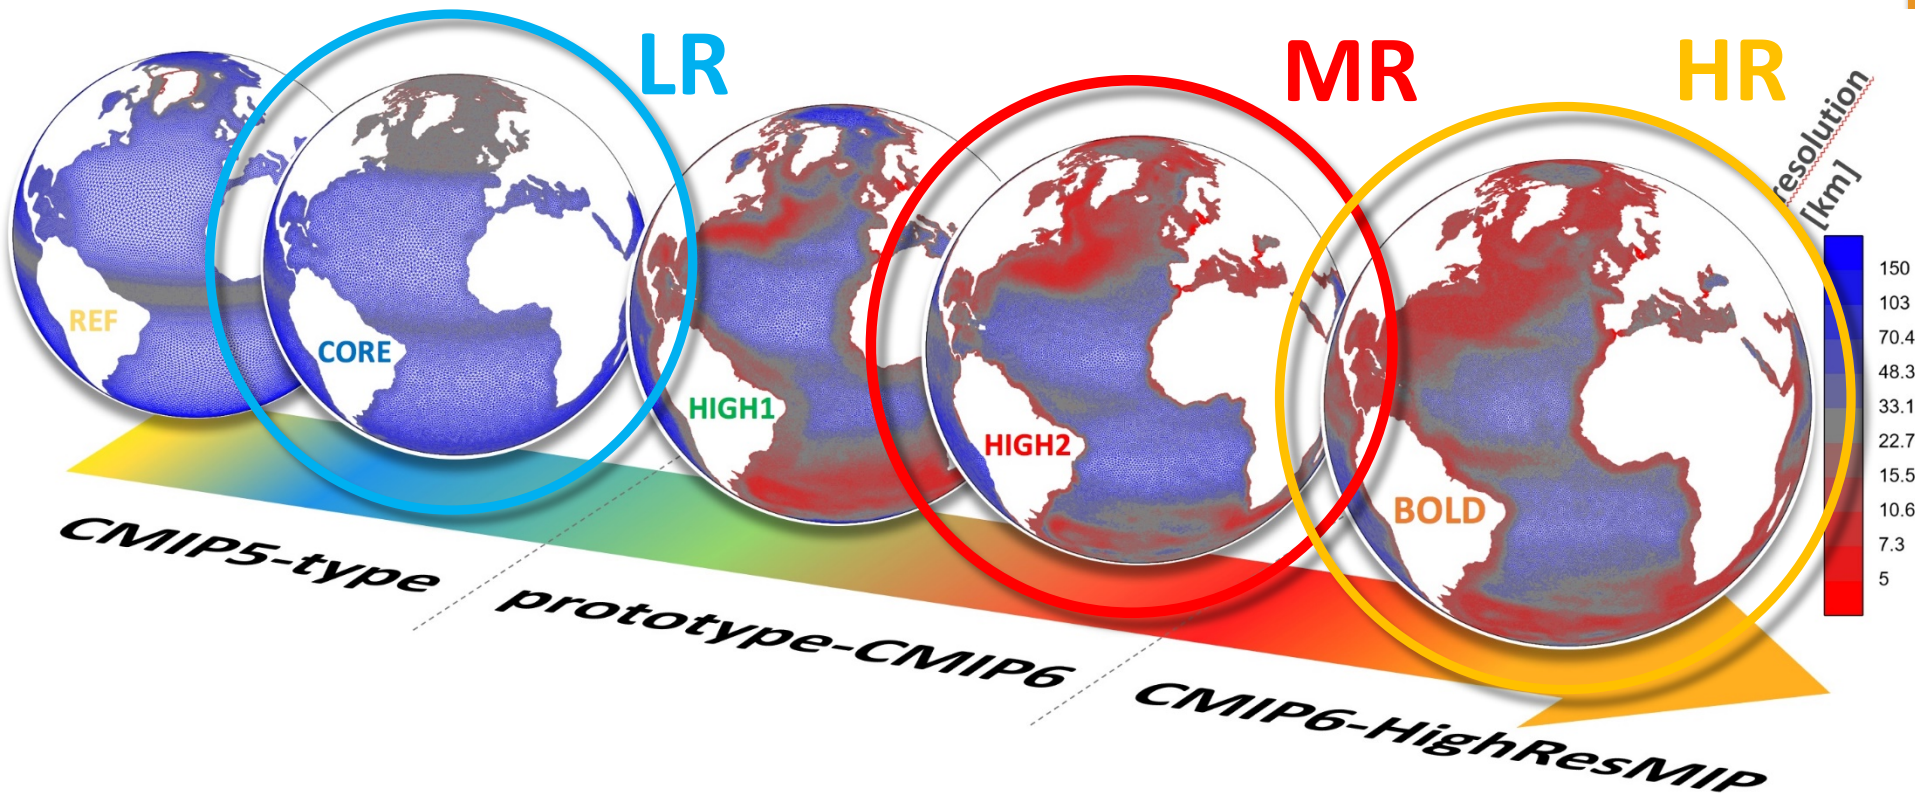 LR
MR
HR
resolution
[km]
REF
CORE
HIGH1
HIGH2
BOLD
150
103
70.4
48.3
33.1
22.7
15.5
10.6
7.3
5
CMIP5-type
prototype-CMIP6
CMIP6-HighResMIP